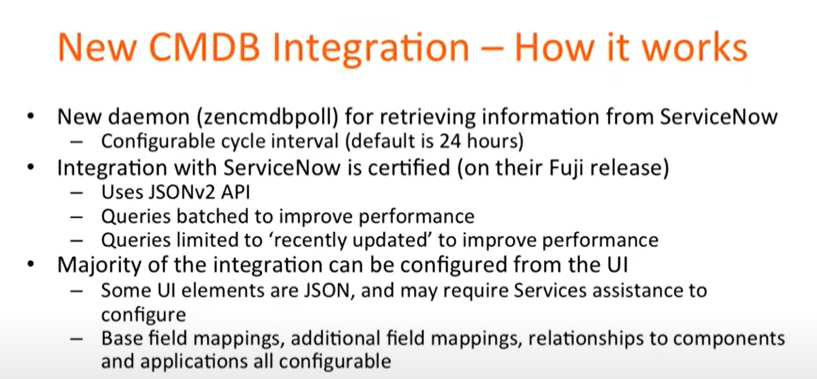 New CMDB Integration – How it works
• New daemon (zencmdbpoll) for retrieving information from ServiceNow
– Configurable cycle interval (default is 24 hours)
• Integration with ServiceNow is certified (on their Fuji release)
– Uses JSONv2 API
– Queries batched to improve performance
– Queries limited to ‘recently updated’ to improve performance
• Majority of the integration can be configured from the UI
– Some UI elements are JSON, and may require Services assistance to
configure
– Base field mappings, additional field mappings, relationships to components
and applications all configurable